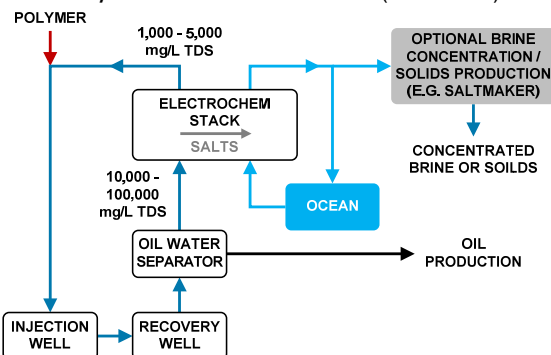 POLYMER
1,000 - 5,000
mg/L TDS
OPTIONAL BRINE
CONCENTRATION /
SOLIDS PRODUCTION
(E.G. SALTMAKER)
ELECTROCHEM
STACK
SALTS
CONCENTRATED
BRINE OR SOILDS
10,000 -
100,000
mg/L TDS
OCEAN
OIL WATER
SEPARATOR
OIL
PRODUCTION
INJECTION
WELL
RECOVERY
WELL